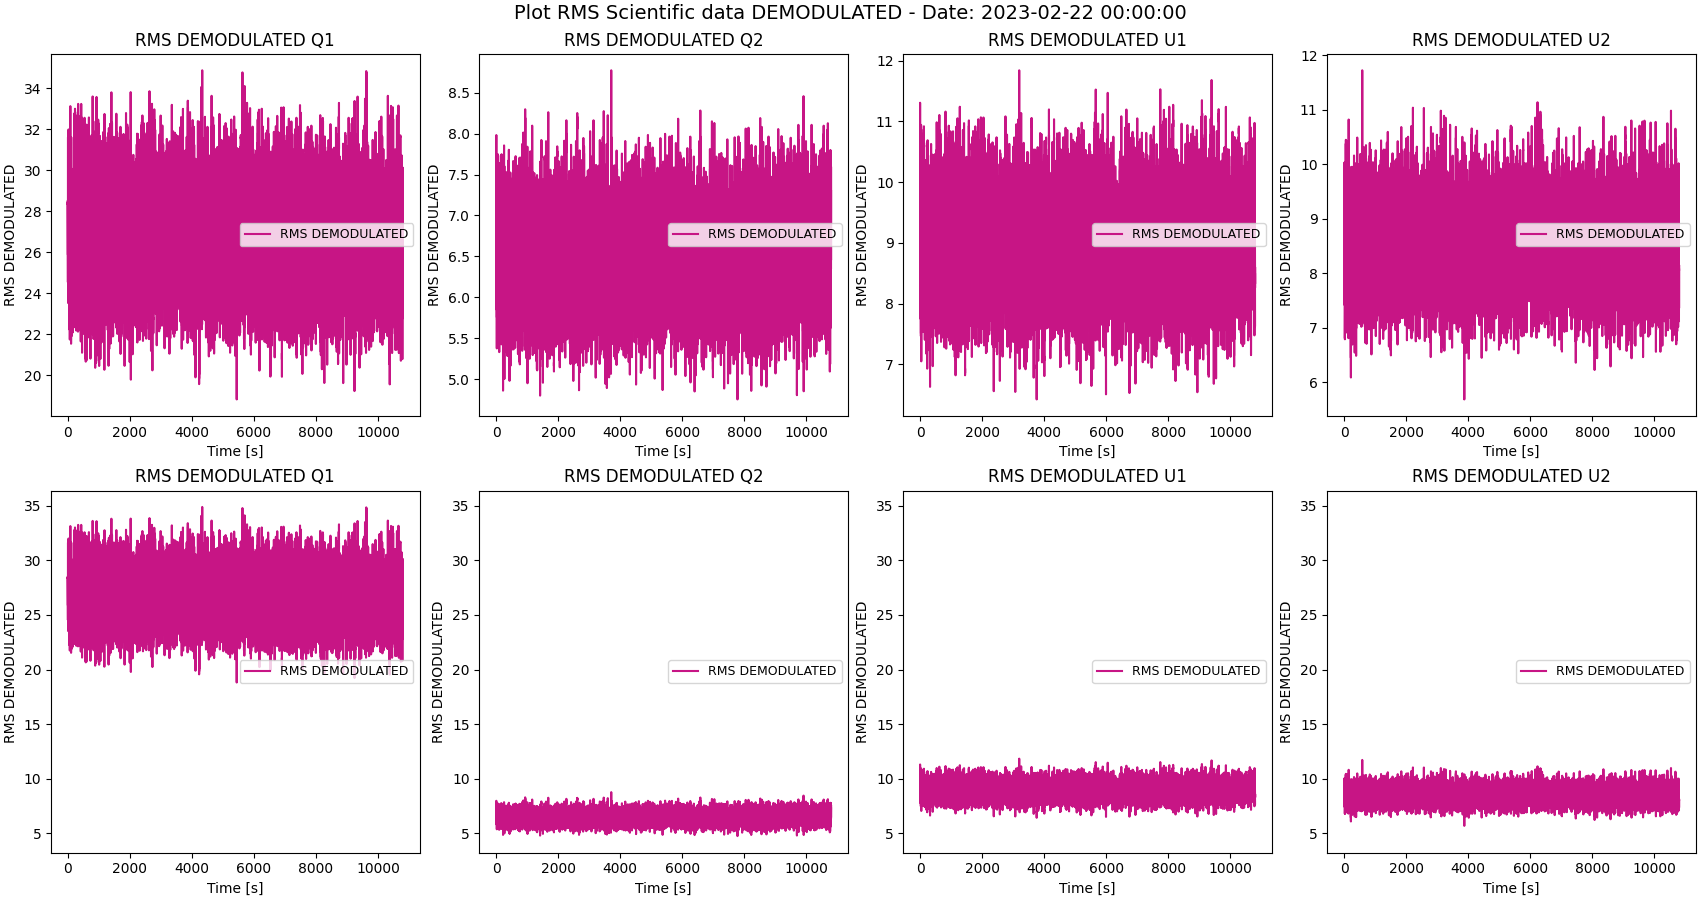 Plot RMS Scientific data DEMODULATED - Date: 2023-02-22 00:00:00
RMS DEMODULATED Q1
RMS DEMODULATED
34
32
30
28
26
24
22
20
RMS DEMODULATED
0 2000 4000 6000 8000 10000
Time [s]
RMS DEMODULATED Q2
RMS DEMODULATED
8.5
8.0
7.5
7.0
6.5
6.0
5.5
5.0
RMS DEMODULATED
0 2000 4000 6000 8000 10000
Time [s]
RMS DEMODULATED U1
RMS DEMODULATED
12
11
10
9
8
7
RMS DEMODULATED
0 2000 4000 6000 8000 10000
Time [s]
RMS DEMODULATED U2
RMS DEMODULATED
12
11
10
9
8
7
6
RMS DEMODULATED
0 2000 4000 6000 8000 10000
Time [s]
RMS DEMODULATED Q1
RMS DEMODULATED
35
30
25
20
15
10
5
RMS DEMODULATED
0 2000 4000 6000 8000 10000
Time [s]
RMS DEMODULATED Q2
RMS DEMODULATED
35
30
25
20
15
10
5
RMS DEMODULATED
0 2000 4000 6000 8000 10000
Time [s]
RMS DEMODULATED U1
RMS DEMODULATED
35
30
25
20
15
10
5
RMS DEMODULATED
0 2000 4000 6000 8000 10000
Time [s]
RMS DEMODULATED U2
RMS DEMODULATED
35
30
25
20
15
10
5
RMS DEMODULATED
0 2000 4000 6000 8000 10000
Time [s]